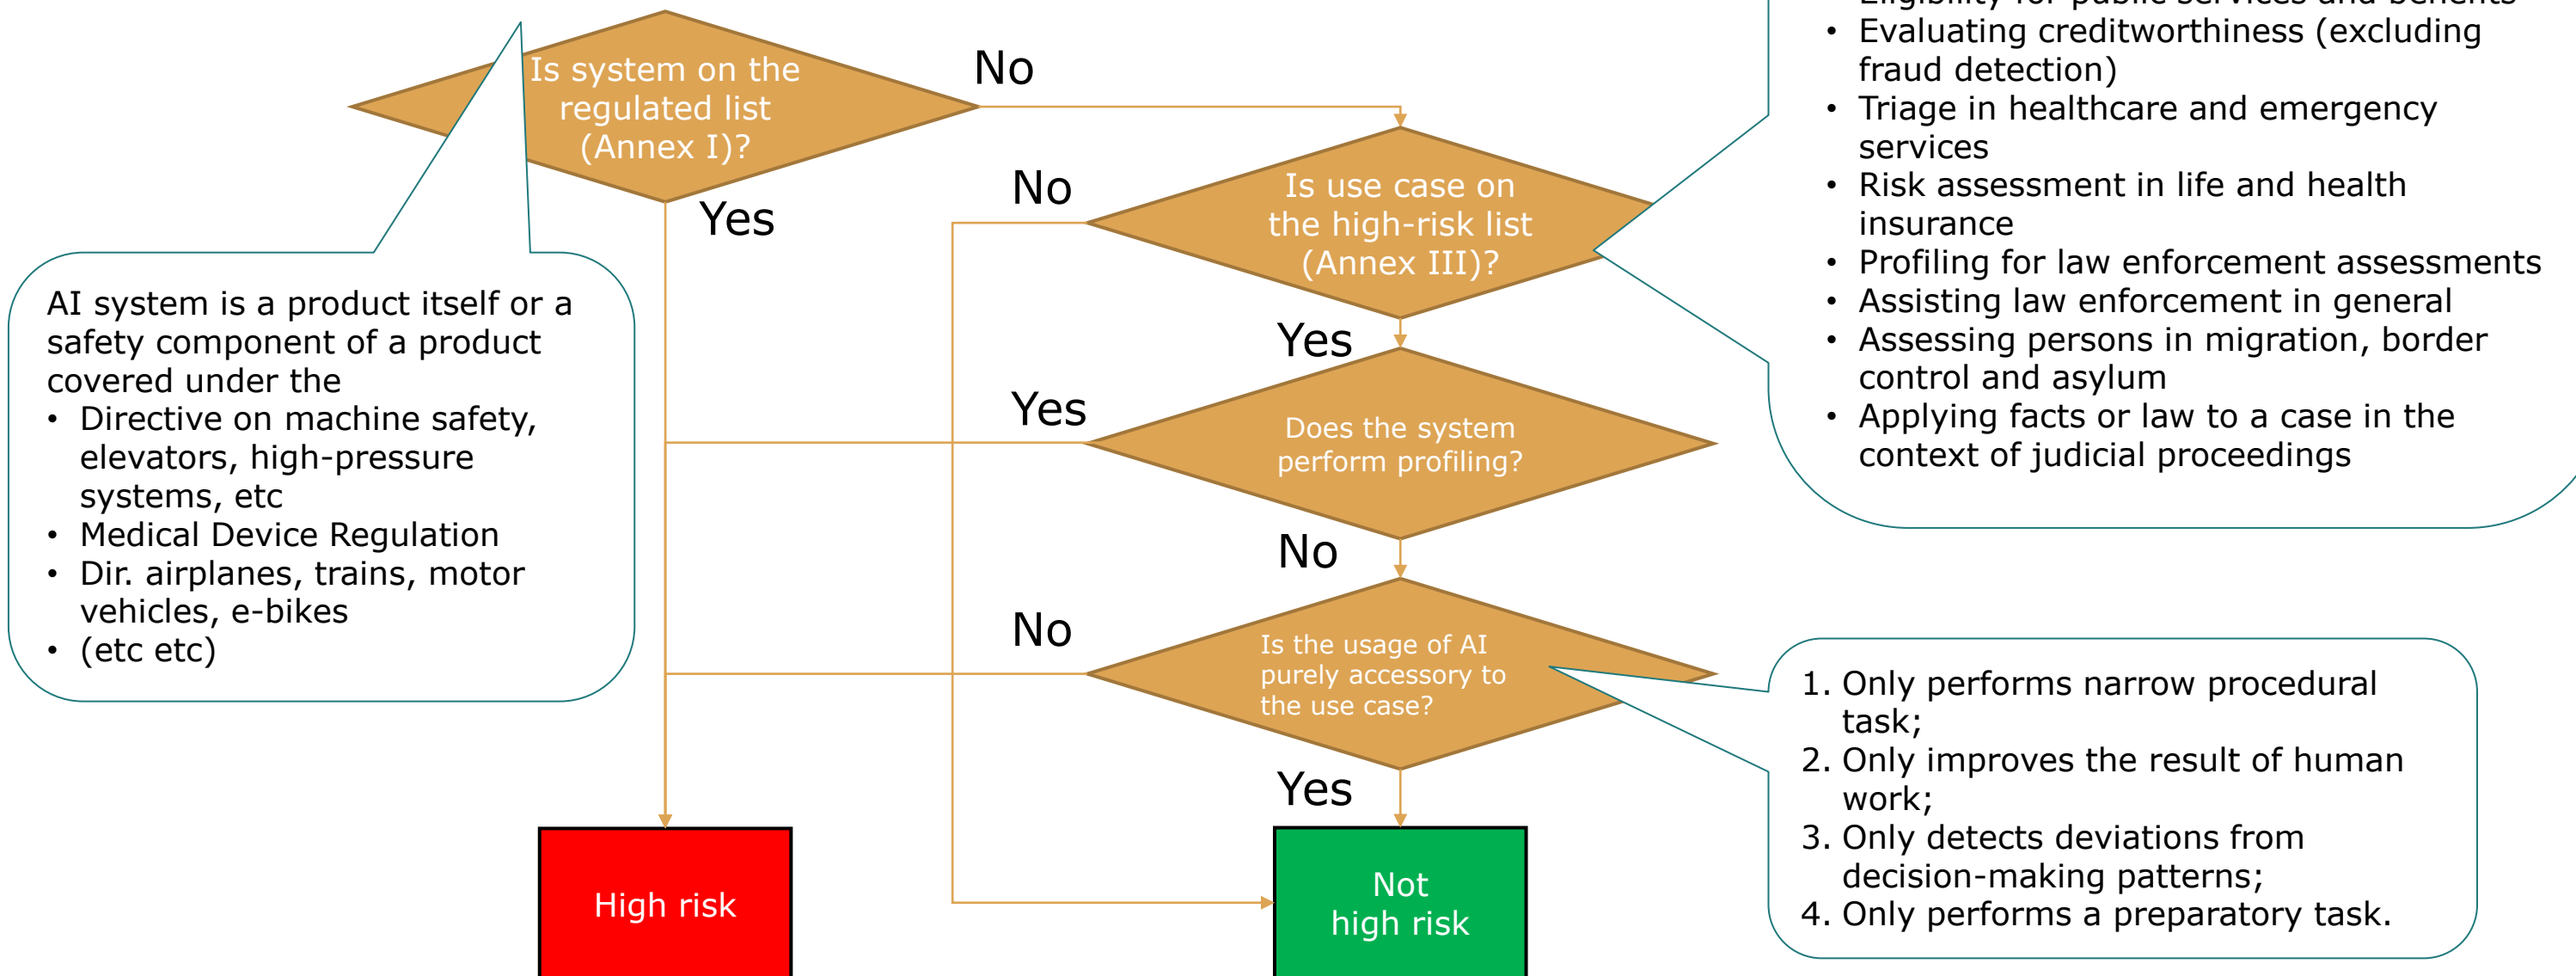 Eligibility for public services and benefits
• Evaluating creditworthiness (excluding
fraud detection)
• Triage in healthcare and emergency
services
• Risk assessment in life and health
insurance
• Profiling for law enforcement assessments
• Assisting law enforcement in general
• Assessing persons in migration, border
control and asylum
• Applying facts or law to a case in the
context of judicial proceedings
Is system on the
regulated list
(Annex I)?
No
Yes
No
Is use case on
the high-risk list
(Annex III)?
Yes
AI system is a product itself or a
safety component of a product
covered under the
• Directive on machine safety,
elevators, high-pressure
systems, etc
• Medical Device Regulation
• Dir. airplanes, trains, motor
vehicles, e-bikes
• (etc etc)
Yes
Does the system
perform profiling?
No
No
Is the usage of AI
purely accessory to
the use case?
Yes
1. Only performs narrow procedural
task;
2. Only improves the result of human
work;
3. Only detects deviations from
decision-making patterns;
4. Only performs a preparatory task.
High risk
Not
high risk